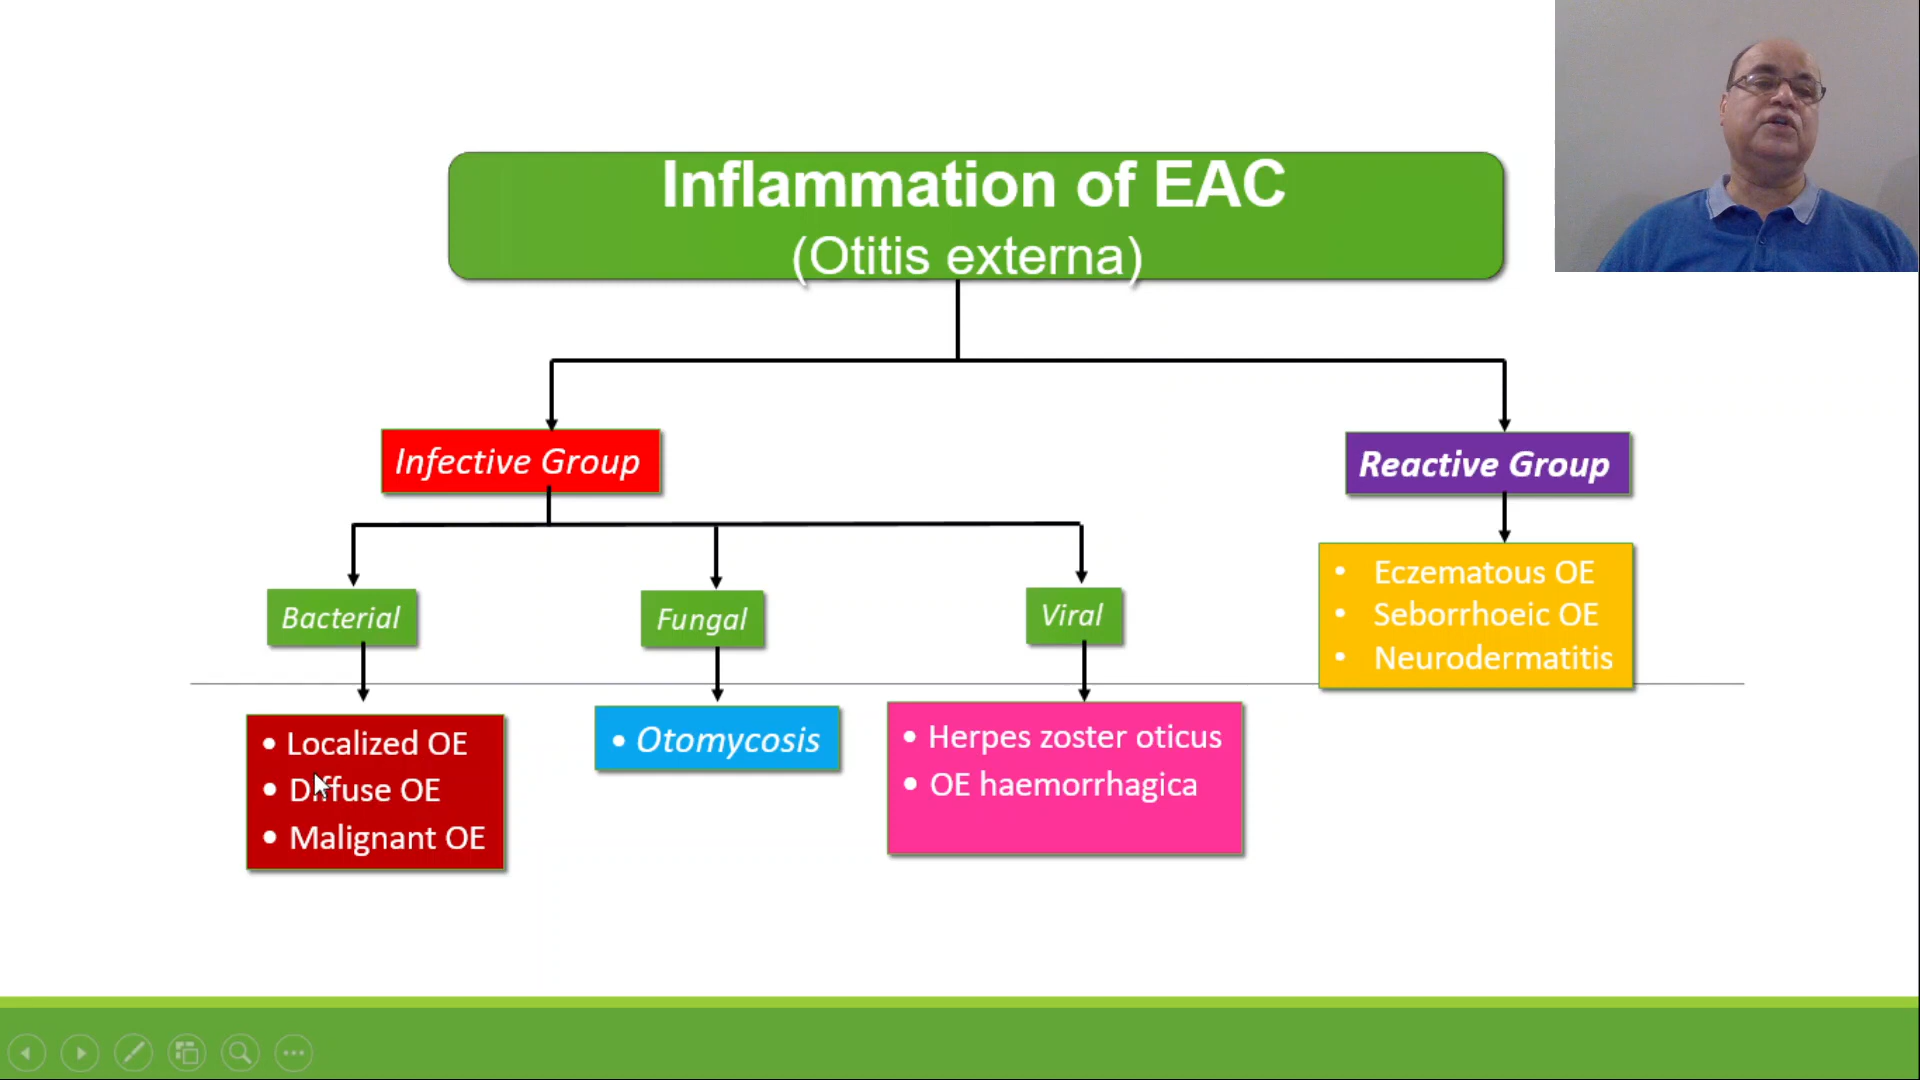 Inflammation of EAC
(Otitis externa)
Infective Group
Reactive Group
Bacterial
Fungal
Viral
• Eczematous OE
• Seborrhoeic OE
• Neurodermatitis
• Localized OE
• Diffuse OE
• Malignant OE
• Otomycosis
• Herpes zoster oticus
• OE haemorrhagica